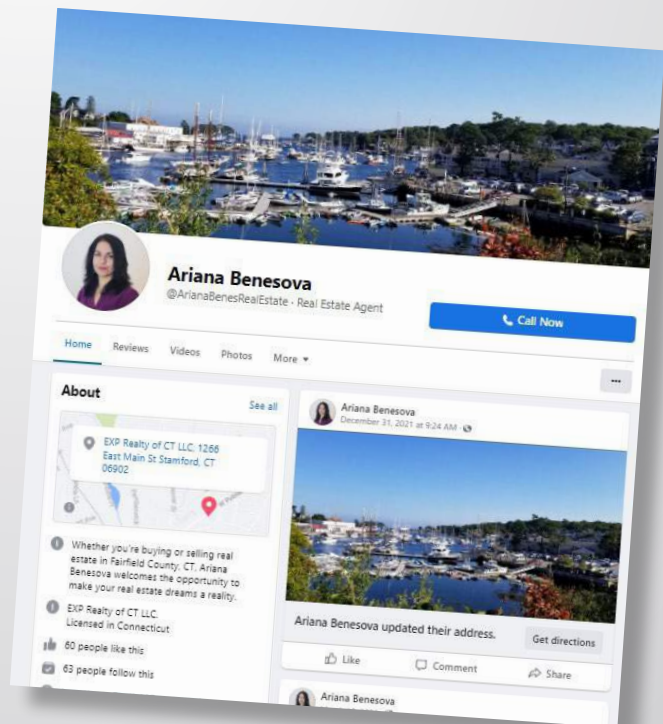 Ariana Benesova
@ArianaBenesRealEstate · Real Estate Agent
Call Now
Home
Reviews
Videos
Photos
More
About
See all
EXP Realty of CT LLC, 1266
East Main St Stamford, CT
06902
Whether you're buying or selling real
estate in Fairfield County, CT, Ariana
Benesova welcomes the opportunity to
make your real estate dreams a reality.
EXP Realty of CT LLC.
Licensed in Connecticut
60 people like this
63 people follow this
Ariana Benesova
December 31, 2021 at 9:24 AM ·
Ariana Benesova updated their address.
Get directions
Like
Comment
Share
Ariana Benesova